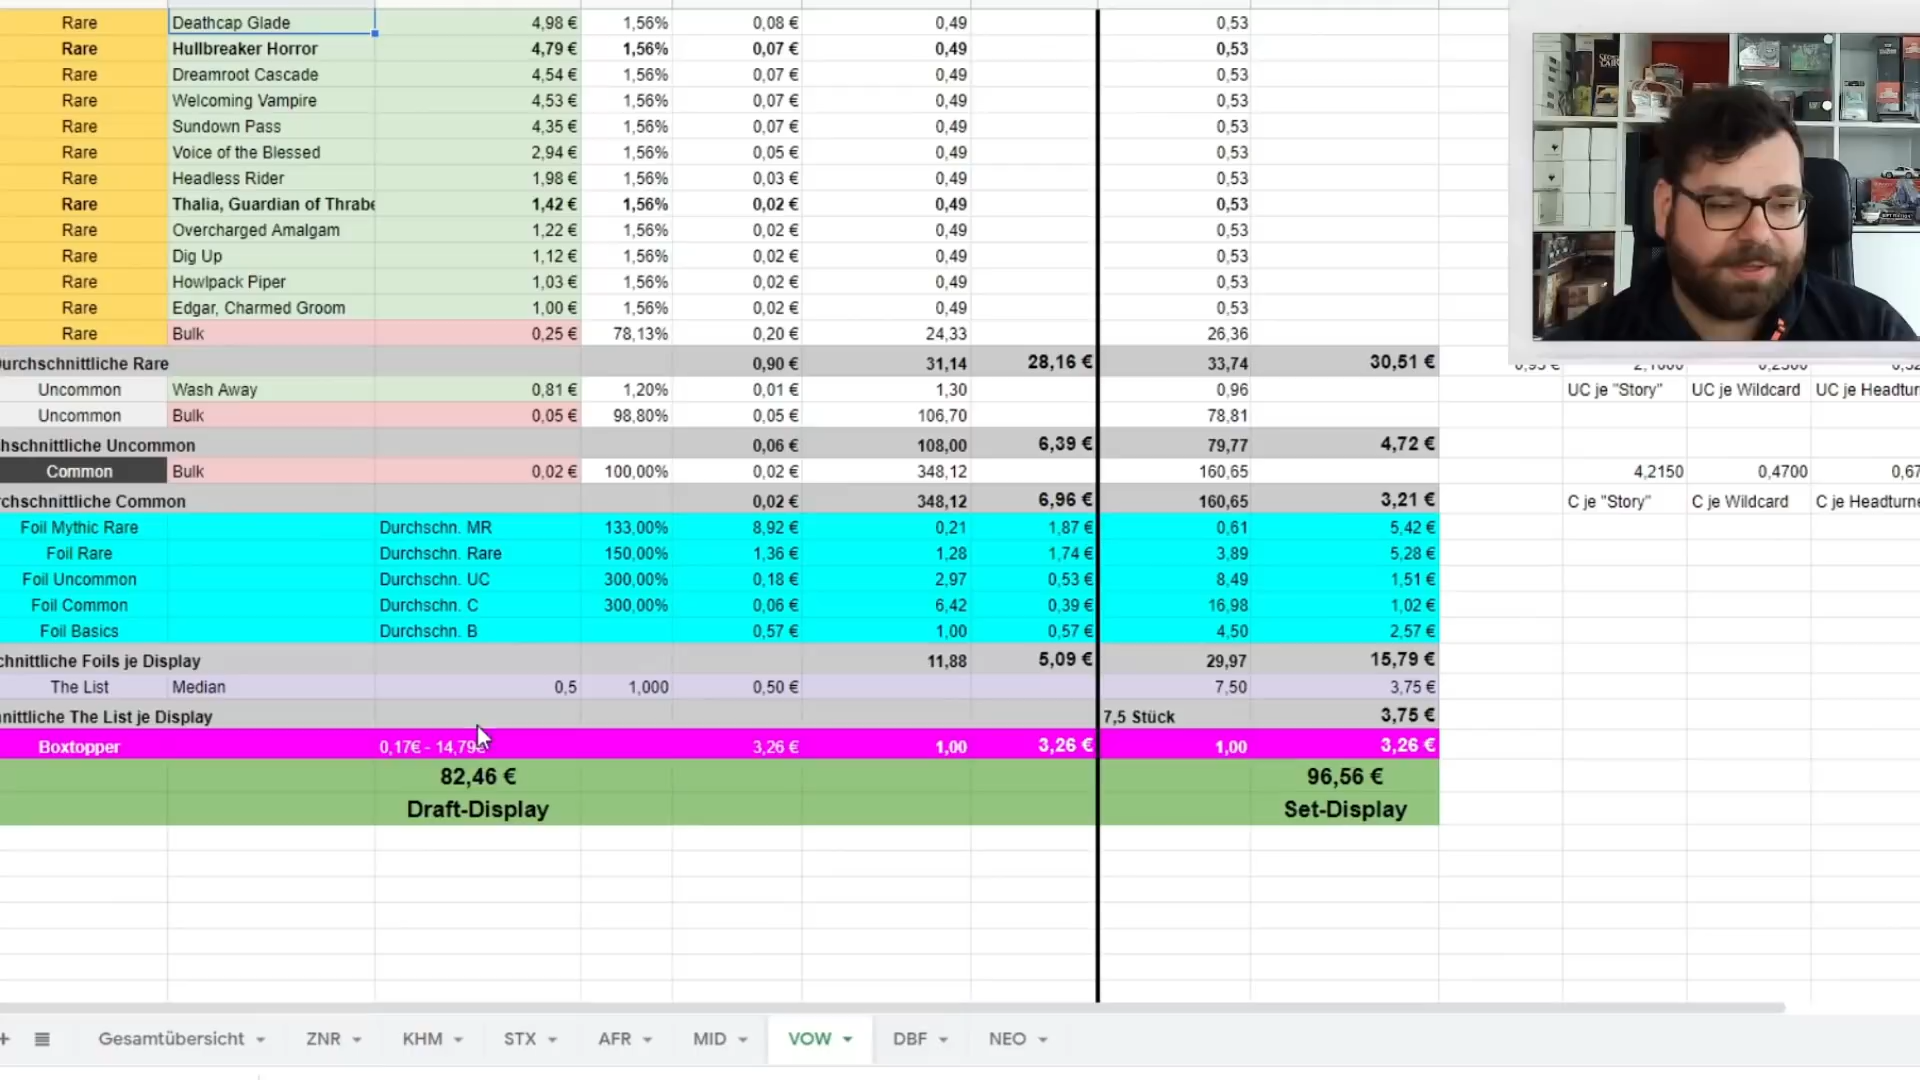 Rare Deathcap Glade 4,98 € 1,56% 0,08 € 0,49 0,53
Rare Hullbreaker Horror 4,79 € 1,56% 0,07 € 0,49 0,53
Rare Dreamroot Cascade 4,54 € 1,56% 0,07 € 0,49 0,53
Rare Welcoming Vampire 4,53 € 1,56% 0,07 € 0,49 0,53
Rare Sundown Pass 4,35 € 1,56% 0,07 € 0,49 0,53
Rare Voice of the Blessed 2,94 € 1,56% 0,05 € 0,49 0,53
Rare Headless Rider 1,98 € 1,56% 0,03 € 0,49 0,53
Rare Thalia, Guardian of Thrabe 1,42 € 1,56% 0,02 € 0,49 0,53
Rare Overcharged Amalgam 1,22 € 1,56% 0,02 € 0,49 0,53
Rare Dig Up 1,12 € 1,56% 0,02 € 0,49 0,53
Rare Howlpack Piper 1,03 € 1,56% 0,02 € 0,49 0,53
Rare Edgar, Charmed Groom 1,00 € 1,56% 0,02 € 0,49 0,53
Rare Bulk 0,25 € 78,13% 0,20 € 24,33 26,36
Durchschnittliche Rare 0,90 € 31,14 28,16 € 33,74 30,51 €
Uncommon Wash Away 0,81 € 1,20% 0,01 € 1,30 0,96 UC je "Story" UC je Wildcard UC je Headturn
Uncommon Bulk 0,05 € 98,80% 0,05 € 106,70 78,81
hschnittliche Uncommon 0,06 € 108,00 6,39 € 79,77 4,72 €
Common Bulk 0,02 € 100,00% 0,02 € 348,12 160,65 4,2150 0,4700 0,67
rchschnittliche Common 0,02 € 348,12 6,96 € 160,65 3,21 € C je "Story" C je Wildcard C je Headturne
Foil Mythic Rare Durchschn. MR 133,00% 8,92 € 0,21 1,87 € 0,61 5,42 €
Foil Rare Durchschn. Rare 150,00% 1,36 € 1,28 1,74 € 3,89 5,28 €
Foil Uncommon Durchschn. UC 300,00% 0,18 € 2,97 0,53 € 8,49 1,51 €
Foil Common Durchschn. C 300,00% 0,06 € 6,42 0,39 € 16,98 1,02 €
Foil Basics Durchschn. B 0,57 € 1,00 0,57 € 4,50 2,57 €
chnittliche Foils je Display 11,88 5,09 € 29,97 15,79 €
The List Median 0,5 1,000 0,50 € 7,50 3,75 €
nittliche The List je Display 7,5 Stück 3,75 €
Boxtopper 0,17€ - 14,79€ 3,26 € 1,00 3,26 € 1,00 3,26 €
82,46 € 96,56 €
Draft-Display Set-Display
+ Gesamtübersicht ZNR KHM STX AFR MID VOW DBF NEO